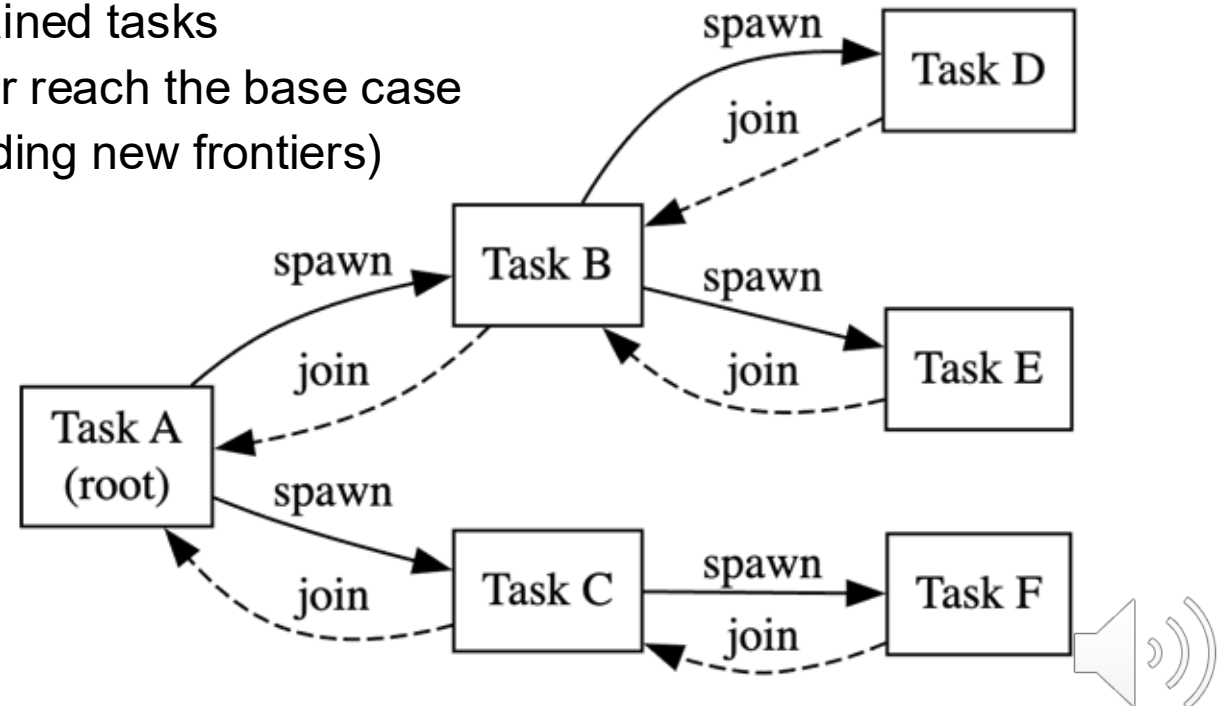 ined tasks
r reach the base case
ding new frontiers)
spawn
Task D
join
spawn
Task B
spawn
join
join
Task E
Task A
(root)
spawn
spawn
join
Task C
Task F
join